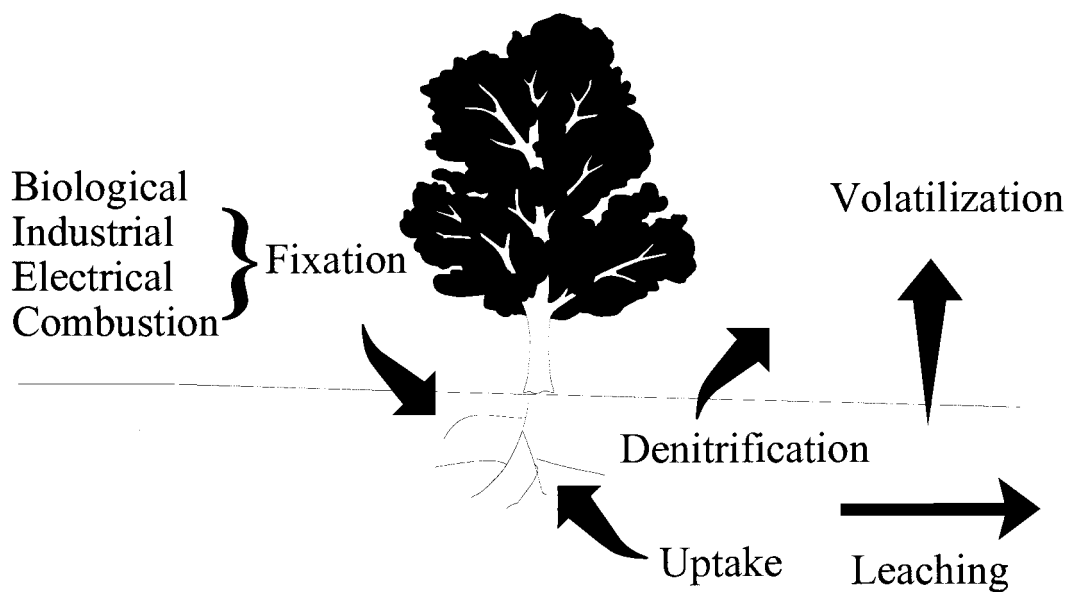 Biological
Industrial
Electrical
Combustion
Fixation
Volatilization
Denitrification
Uptake
Leaching